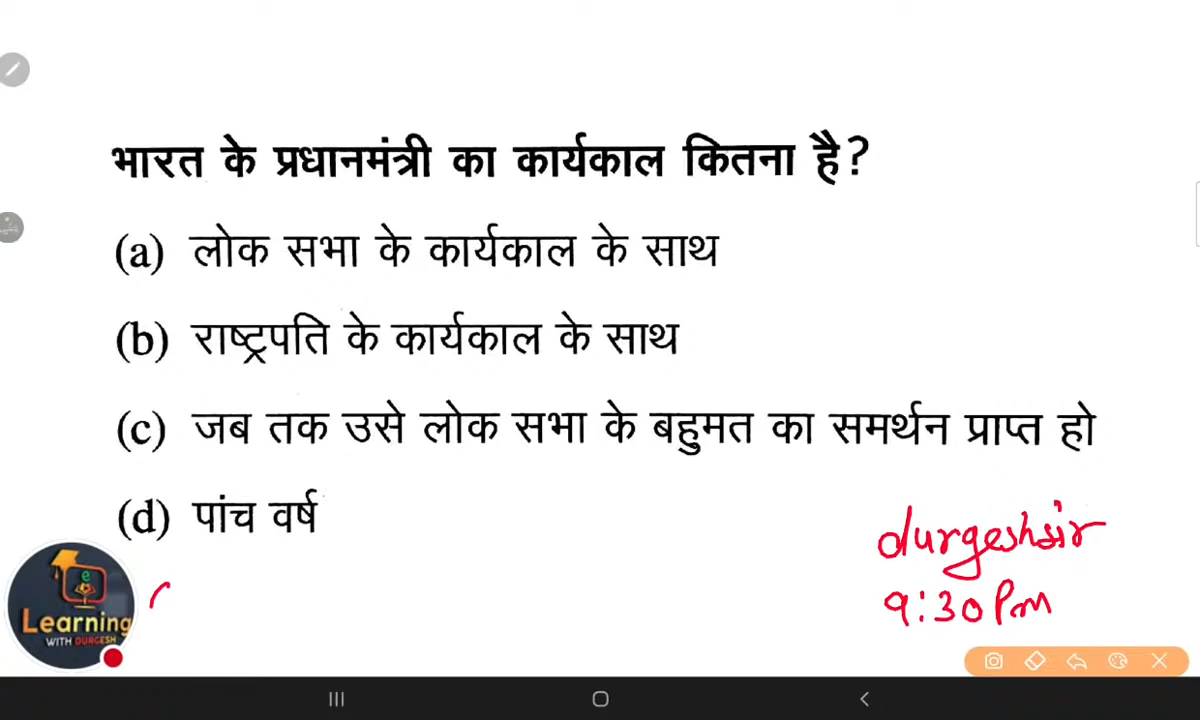 भारत के प्रधानमंत्री का कार्यकाल कितना है?
(a) लोक सभा के कार्यकाल के साथ
(b) राष्ट्रपति के कार्यकाल के साथ
(c) जब तक उसे लोक सभा के बहुमत का समर्थन प्राप्त हो
(d) पांच वर्ष
durgeshsir
9:30 Pm
e
Learning
WITH DURGESH